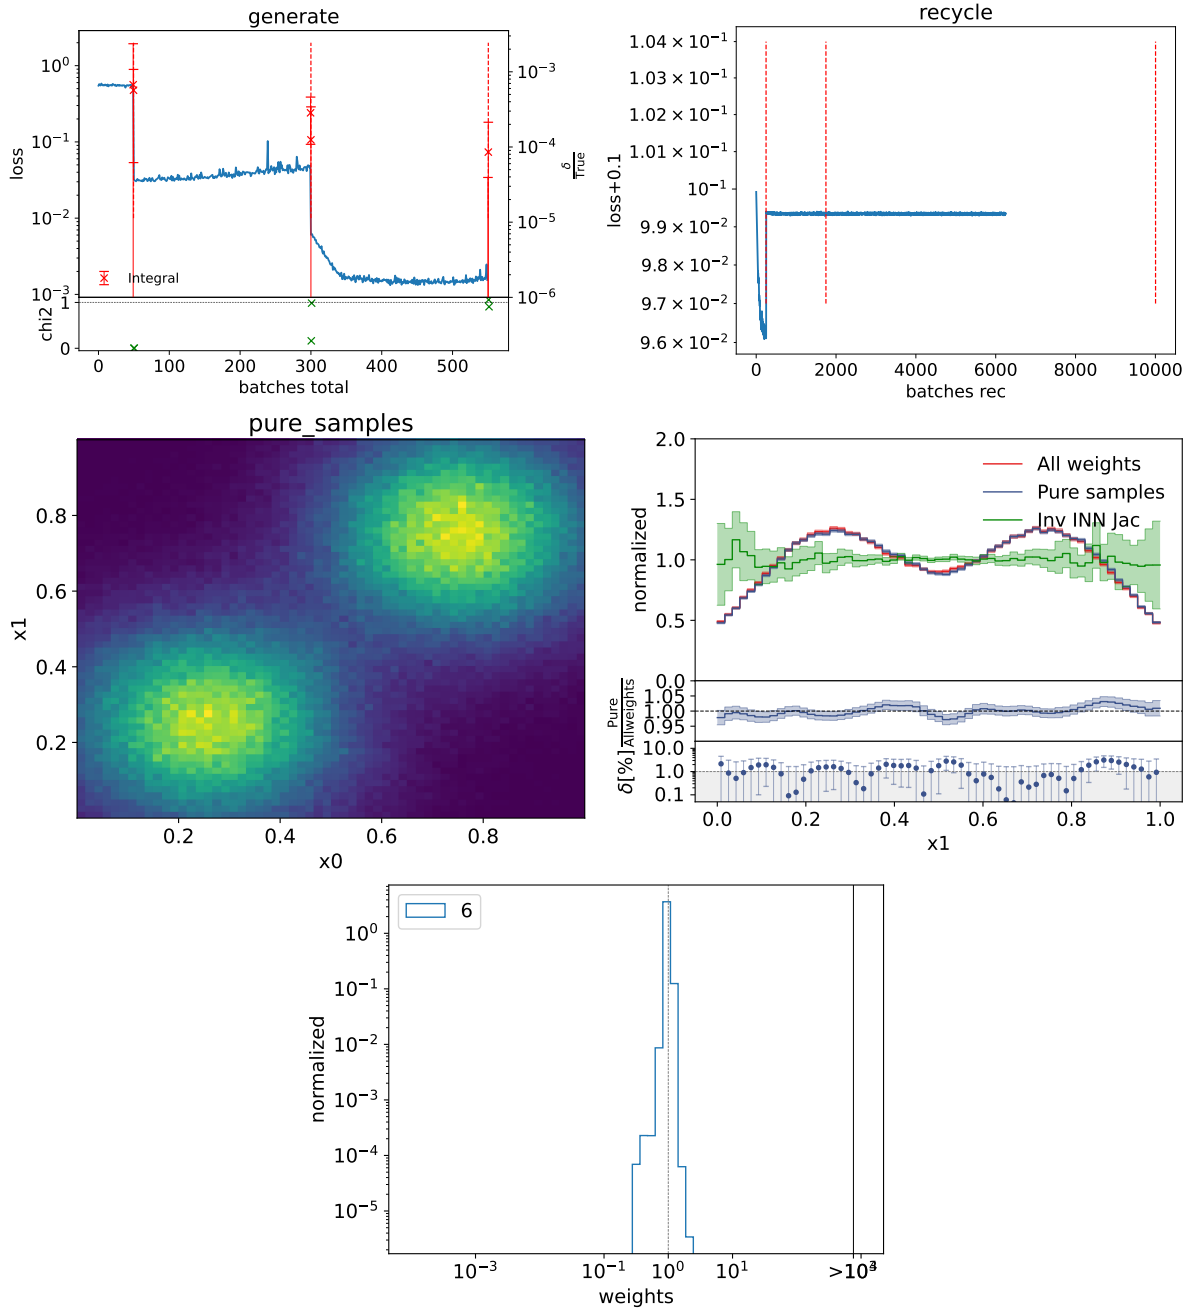 generate
10⁰
10⁻¹
10⁻²
10⁻³
loss
10⁻³
10⁻⁴
10⁻⁵
10⁻⁶
δ
True
Integral
chi2
1
0
0 100 200 300 400 500
batches total
recycle
1.04 × 10⁻¹
1.03 × 10⁻¹
1.02 × 10⁻¹
1.01 × 10⁻¹
10⁻¹
9.9 × 10⁻²
9.8 × 10⁻²
9.7 × 10⁻²
9.6 × 10⁻²
loss+0.1
0 2000 4000 6000 8000 10000
batches rec
pure_samples
0.8
0.6
0.4
0.2
x1
0.2 0.4 0.6 0.8
x0
2.0
1.5
1.0
0.5
0.0
normalized
All weights
Pure samples
Inv INN Jac
1.05
1.00
0.95
Pure
Allweights
10.0
1.0
0.1
δ[%]
0.0 0.2 0.4 0.6 0.8 1.0
x1
6
10⁰
10⁻¹
10⁻²
10⁻³
10⁻⁴
10⁻⁵
normalized
10⁻³ 10⁻¹ 10⁰ 10¹
weights